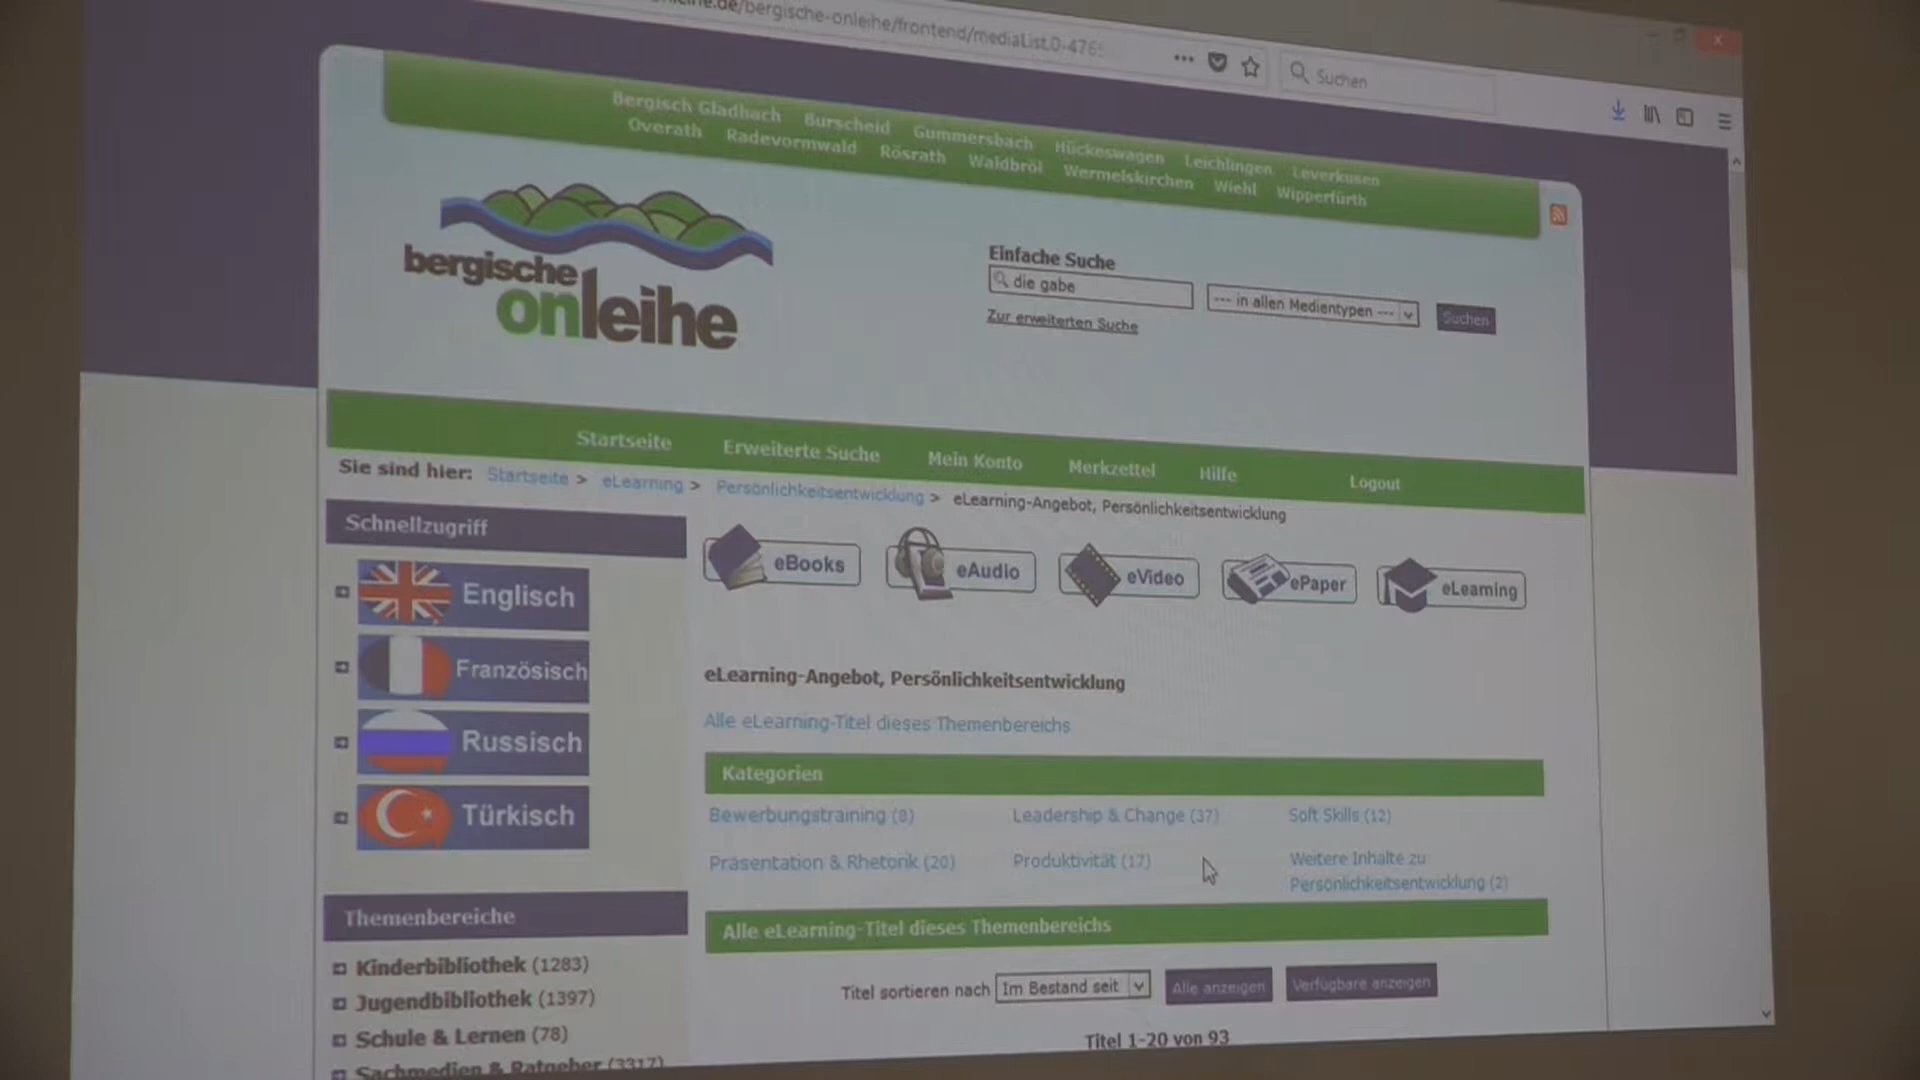 onleihe.de/bergische-onleihe/frontend/mediaList,0-476
Suchen
Bergisch Gladbach Burscheid Gummersbach Hückeswagen Leichlingen Leverkusen
Overath Radevormwald Rösrath Waldbröl Wermelskirchen Wiehl Wipperfürth
bergische
onleihe
Einfache Suche
die gabe
--- in allen Medientypen ---
Suchen
Zur erweiterten Suche
Startseite Erweiterte Suche Mein Konto Merkzettel Hilfe Logout
Sie sind hier: Startseite > eLearning > Persönlichkeitsentwicklung > eLearning-Angebot, Persönlichkeitsentwicklung
Schnellzugriff
Englisch
Französisch
Russisch
Türkisch
Themenbereiche
Kinderbibliothek (1283)
Jugendbibliothek (1397)
Schule & Lernen (78)
Sachmedien & Ratgeber (3317)
eBooks eAudio eVideo ePaper eLearning
eLearning-Angebot, Persönlichkeitsentwicklung
Alle eLearning-Titel dieses Themenbereichs
Kategorien
Bewerbungstraining (8) Leadership & Change (37) Soft Skills (12)
Präsentation & Rhetorik (20) Produktivität (17) Weitere Inhalte zu
Persönlichkeitsentwicklung (2)
Alle eLearning-Titel dieses Themenbereichs
Titel sortieren nach Im Bestand seit Alle anzeigen Verfügbare anzeigen
Titel 1-20 von 93